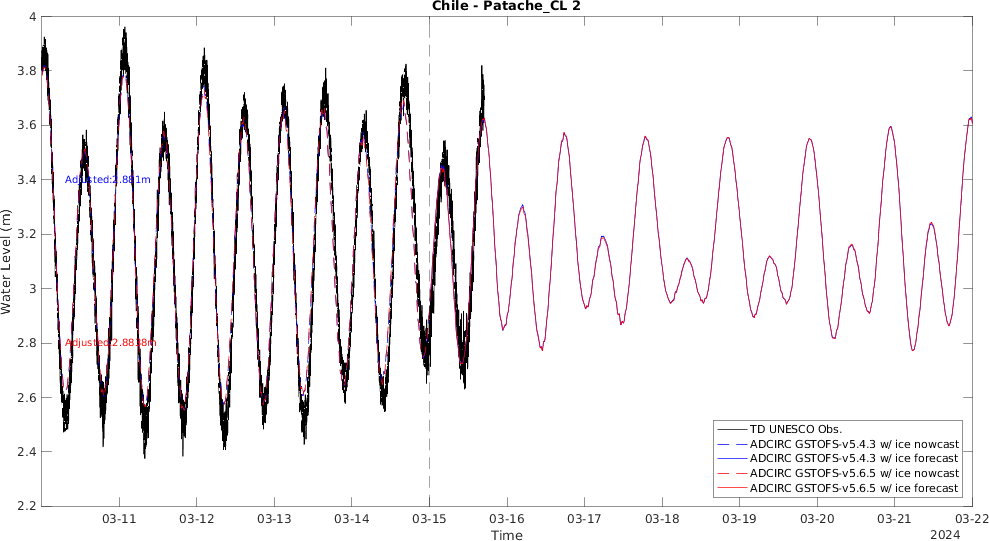 Chile - Patache_CL 2
4
3.8
3.6
3.4
3.2
3
2.8
2.6
2.4
2.2
Water Level (m)
Adjusted:2.881m
Adjusted:2.8838m
TD UNESCO Obs.
ADCIRC GSTOFS-v5.4.3 w/ ice nowcast
ADCIRC GSTOFS-v5.4.3 w/ ice forecast
ADCIRC GSTOFS-v5.6.5 w/ ice nowcast
ADCIRC GSTOFS-v5.6.5 w/ ice forecast
03-11 03-12 03-13 03-14 03-15 03-16 03-17 03-18 03-19 03-20 03-21 03-22
Time
2024